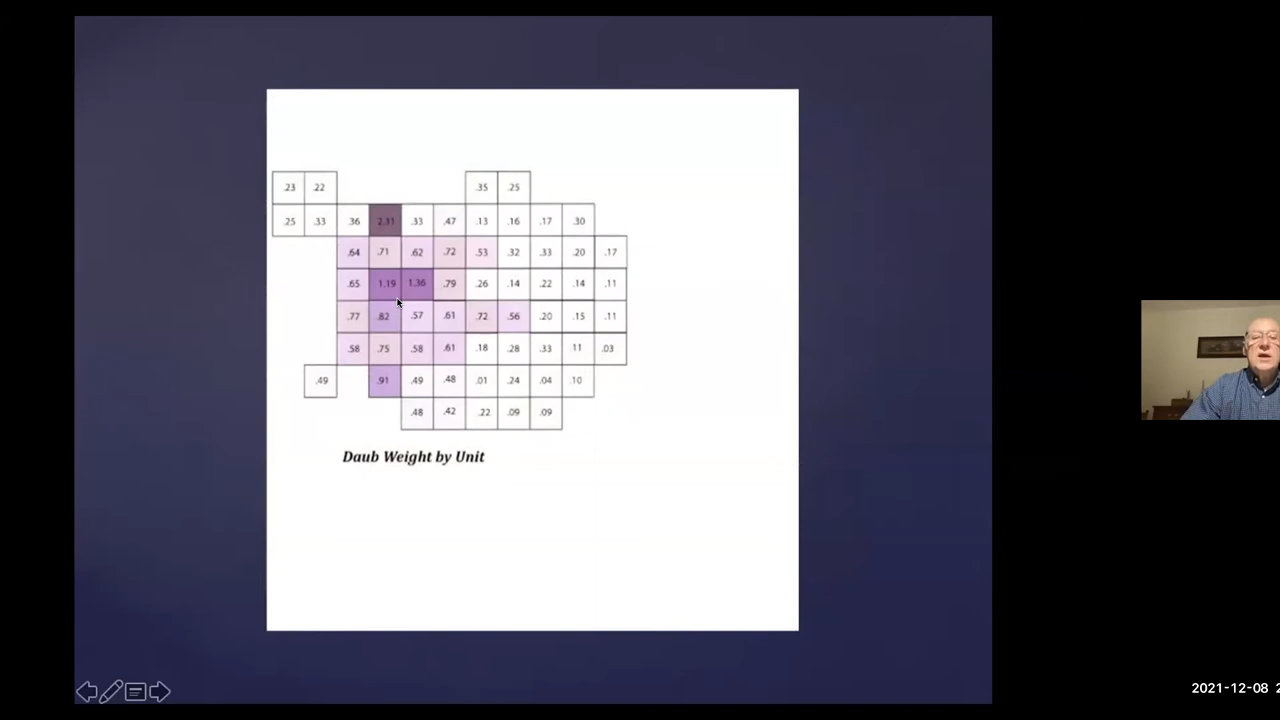 .23 .22 .35 .25
.25 .33 .36 2.31 .33 .47 .13 .16 .17 .30
.64 .71 .62 .72 .53 .32 .33 .20 .17
.65 1.19 1.36 .79 .26 .14 .22 .14 .11
.77 .82 .57 .61 .72 .56 .20 .15 .11
.58 .75 .58 .61 .18 .28 .33 .11 .03
.49 .91 .49 .48 .01 .24 .04 .10
.48 .42 .22 .09 .09
Daub Weight by Unit
2021-12-08 2